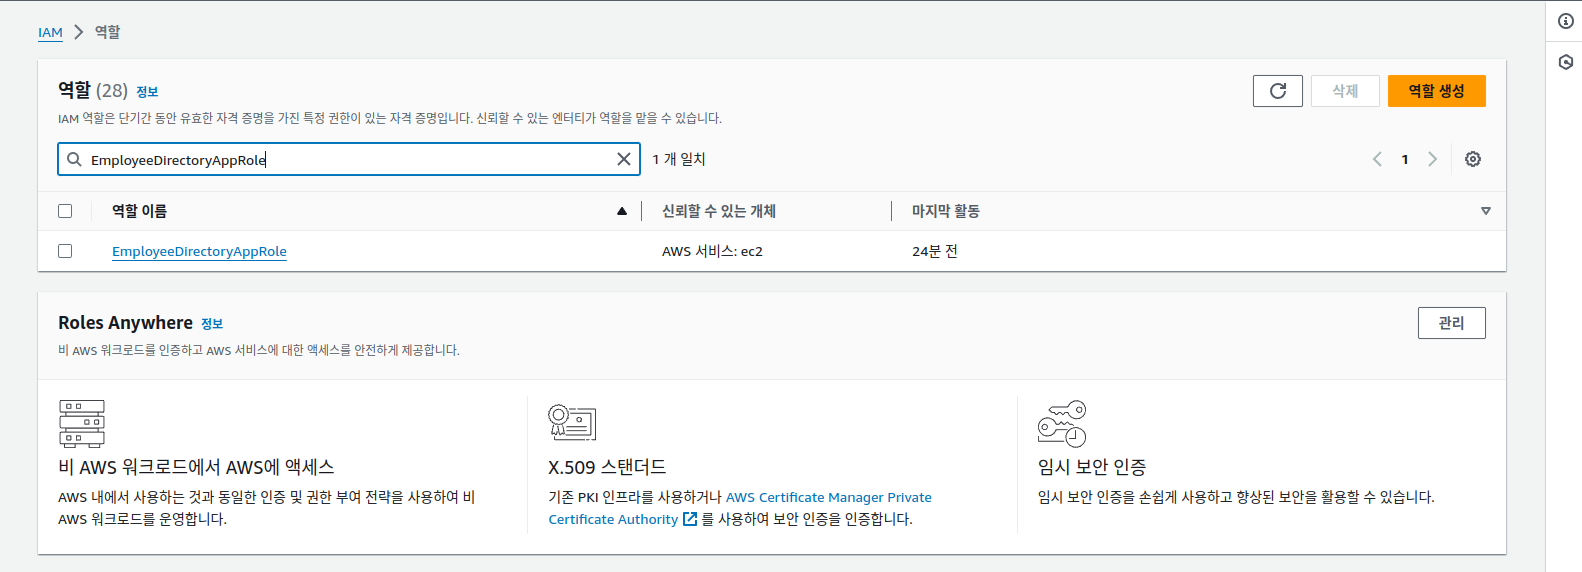 IAM 역할
역할 (28) 정보
삭제
역할 생성
IAM 역할은 단기간 동안 유효한 자격 증명을 가진 특정 권한이 있는 자격 증명입니다. 신뢰할 수 있는 엔터티가 역할을 맡을 수 있습니다.
EmployeeDirectoryAppRole
1 개 일치
1
역할 이름 신뢰할 수 있는 개체 마지막 활동
EmployeeDirectoryAppRole AWS 서비스: ec2 24분 전
Roles Anywhere 정보
관리
비 AWS 워크로드를 인증하고 AWS 서비스에 대한 액세스를 안전하게 제공합니다.
비 AWS 워크로드에서 AWS에 액세스
AWS 내에서 사용하는 것과 동일한 인증 및 권한 부여 전략을 사용하여 비
AWS 워크로드를 운영합니다.
X.509 스탠더드
기존 PKI 인프라를 사용하거나 AWS Certificate Manager Private
Certificate Authority 를 사용하여 보안 인증을 인증합니다.
임시 보안 인증
임시 보안 인증을 손쉽게 사용하고 향상된 보안을 활용할 수 있습니다.